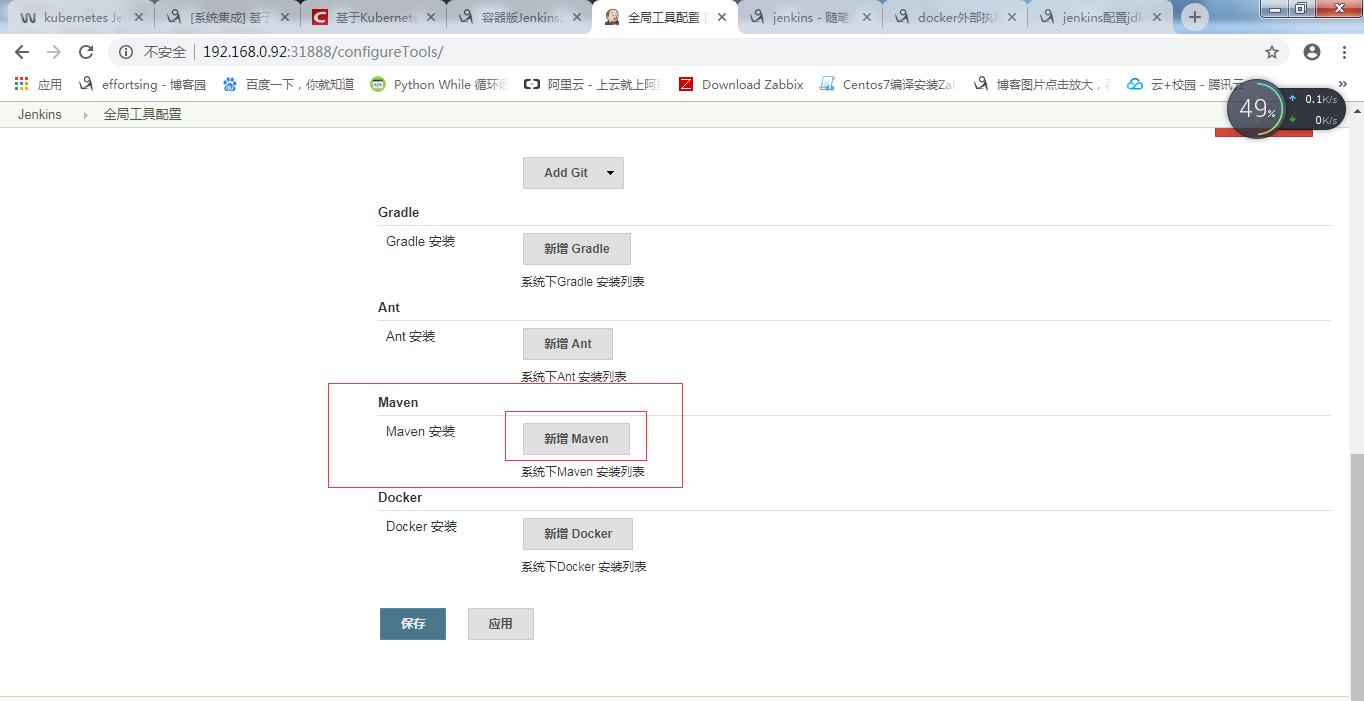 kubernetes Je
[系统集成] 基于
基于Kubernete
容器版Jenkins
全局工具配置 [
jenkins - 随笔
docker外部执
jenkins配置jdk
不安全
192.168.0.92:31888/configureTools/
应用
effortsing - 博客园
百度一下，你就知道
Python While 循环语
阿里云 - 上云就上阿里
Download Zabbix
Centos7编译安装Zal
博客图片点击放大，
云+校园 - 腾讯云
49%
0.1K/s
0K/s
Jenkins
全局工具配置
Add Git
Gradle
Gradle 安装
新增 Gradle
系统下Gradle 安装列表
Ant
Ant 安装
新增 Ant
系统下Ant 安装列表
Maven
Maven 安装
新增 Maven
系统下Maven 安装列表
Docker
Docker 安装
新增 Docker
系统下Docker 安装列表
保存
应用